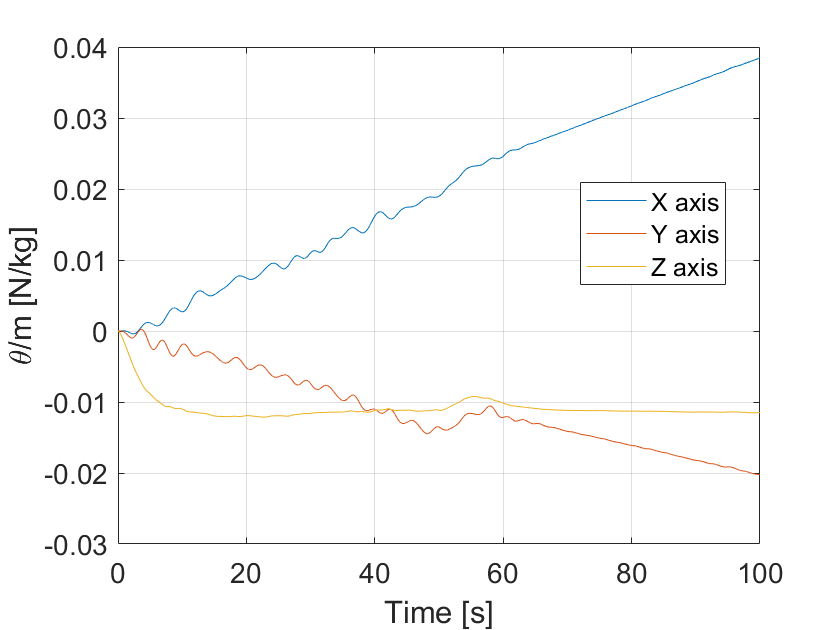 0.04
0.03
0.02
0.01
0
-0.01
-0.02
-0.03
θ/m [N/kg]
X axis
Y axis
Z axis
0 20 40 60 80 100
Time [s]